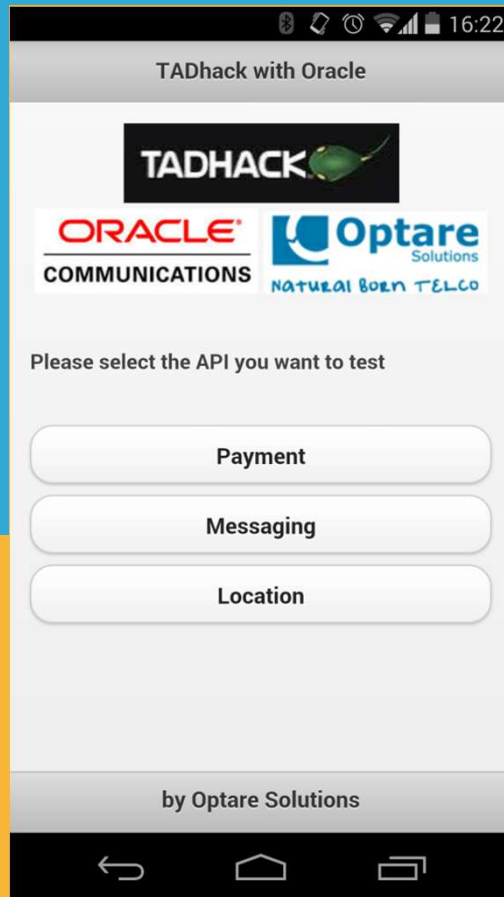 16:22
TADhack with Oracle
TADHACK
ORACLE®
COMMUNICATIONS
Optare
Solutions
NATURAL BORN TELCO
Please select the API you want to test
Payment
Messaging
Location
by Optare Solutions